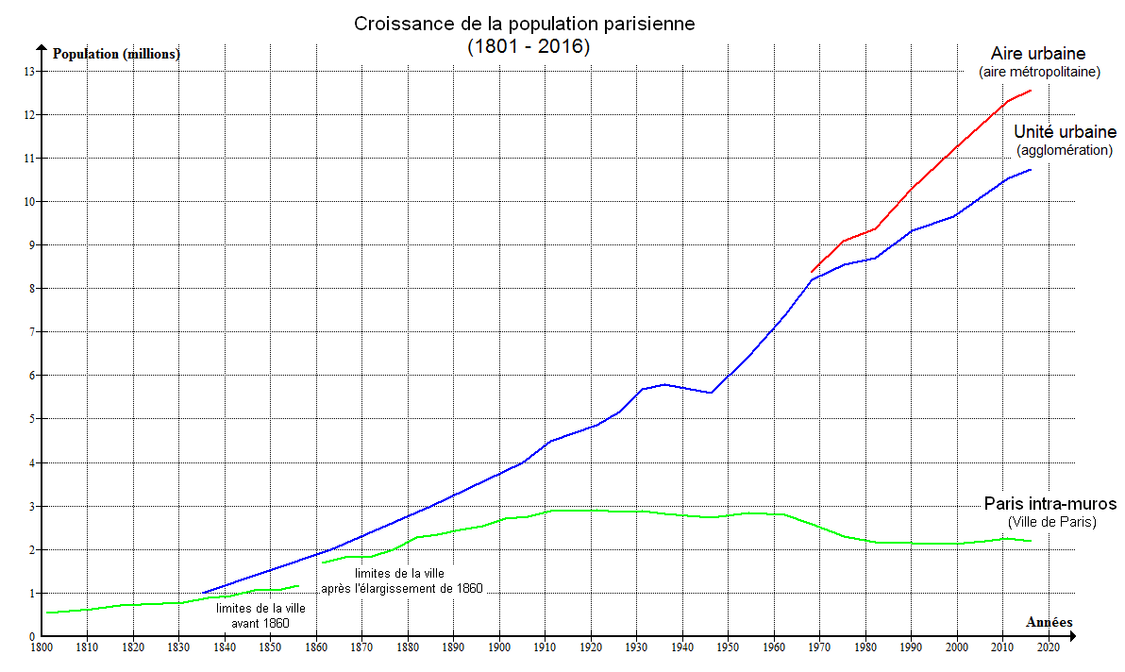 Croissance de la population parisienne
(1801 - 2016)
Population (millions)
Aire urbaine
(aire métropolitaine)
13
12
Unité urbaine
(agglomération)
11
10
9
8
7
6
5
4
3
Paris intra-muros
(Ville de Paris)
2
limites de la ville
après l'élargissement de 1860
1
limites de la ville
avant 1860
Années
0
1800 1810 1820 1830 1840 1850 1860 1870 1880 1890 1900 1910 1920 1930 1940 1950 1960 1970 1980 1990 2000 2010 2020